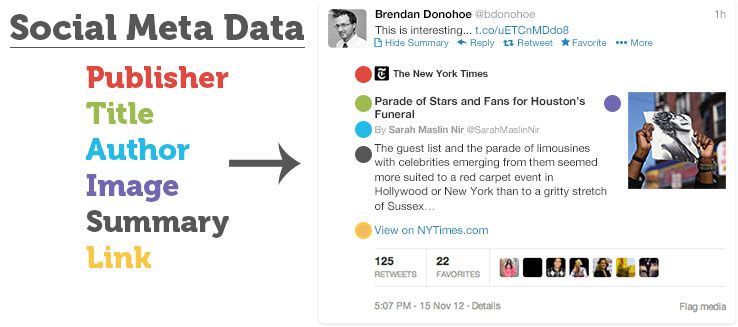 Social Meta Data
Publisher
Title
Author
Image
Summary
Link
Brendan Donohoe @bdonohoe 1h
This is interesting... t.co/uETCnMDdo8
Hide Summary Reply Retweet Favorite More
The New York Times
Parade of Stars and Fans for Houston's
Funeral
By Sarah Maslin Nir @SarahMaslinNir
The guest list and the parade of limousines
with celebrities emerging from them seemed
more suited to a red carpet event in
Hollywood or New York than to a gritty stretch
of Sussex…
View on NYTimes.com
125 22
RETWEETS FAVORITES
5:07 PM - 15 Nov 12 · Details Flag media